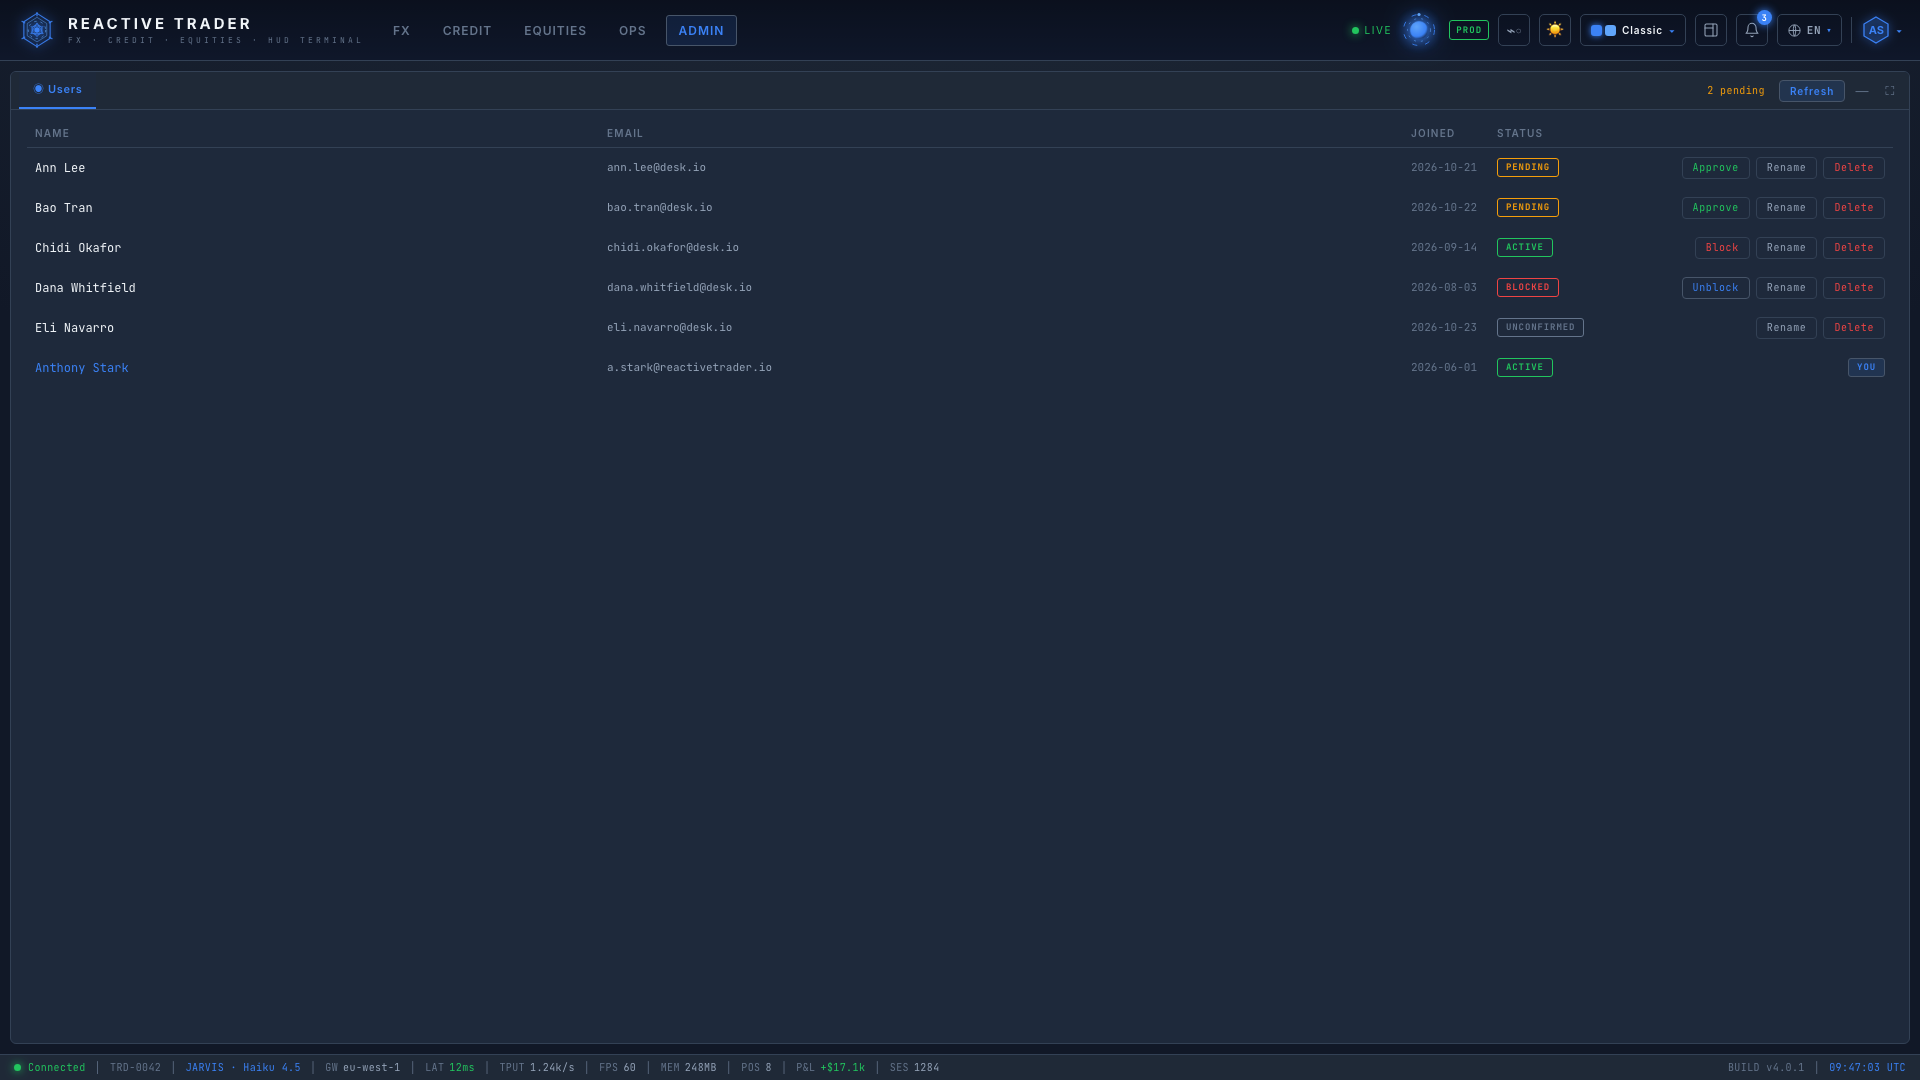 REACTIVE TRADER
FX · CREDIT · EQUITIES · HUD TERMINAL
FX CREDIT EQUITIES OPS ADMIN
LIVE PROD Classic 3 EN AS
Users 2 pending Refresh
NAME EMAIL JOINED STATUS
Ann Lee ann.lee@desk.io 2026-10-21 PENDING Approve Rename Delete
Bao Tran bao.tran@desk.io 2026-10-22 PENDING Approve Rename Delete
Chidi Okafor chidi.okafor@desk.io 2026-09-14 ACTIVE Block Rename Delete
Dana Whitfield dana.whitfield@desk.io 2026-08-03 BLOCKED Unblock Rename Delete
Eli Navarro eli.navarro@desk.io 2026-10-23 UNCONFIRMED Rename Delete
Anthony Stark a.stark@reactivetrader.io 2026-06-01 ACTIVE YOU
Connected TRD-0042 JARVIS · Haiku 4.5 GW eu-west-1 LAT 12ms TPUT 1.24k/s FPS 60 MEM 248MB POS 8 P&L +$17.1k SES 1284 BUILD v4.0.1 09:47:03 UTC